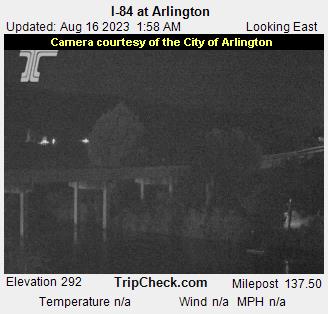 I-84 at Arlington
Updated: Aug 16 2023 1:58 AM Looking East
Camera courtesy of the City of Arlington
Elevation 292 TripCheck.com Milepost 137.50
Temperature n/a Wind n/a MPH n/a